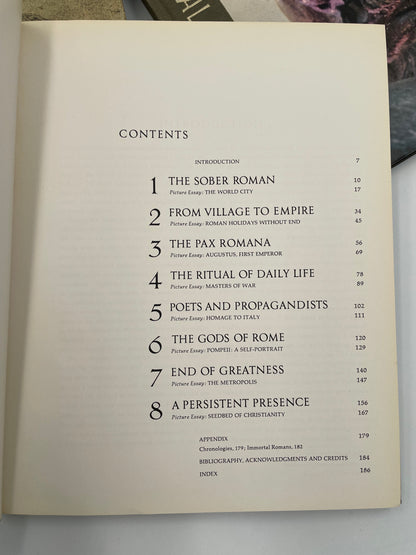 CONTENTS
INTRODUCTION 7
1 THE SOBER ROMAN 10
Picture Essay: THE WORLD CITY 17
2 FROM VILLAGE TO EMPIRE 34
Picture Essay: ROMAN HOLIDAYS WITHOUT END 45
3 THE PAX ROMANA 56
Picture Essay: AUGUSTUS, FIRST EMPEROR 69
4 THE RITUAL OF DAILY LIFE 78
Picture Essay: MASTERS OF WAR 89
5 POETS AND PROPAGANDISTS 102
Picture Essay: HOMAGE TO ITALY 111
6 THE GODS OF ROME 120
Picture Essay: POMPEII: A SELF-PORTRAIT 129
7 END OF GREATNESS 140
Picture Essay: THE METROPOLIS 147
8 A PERSISTENT PRESENCE 156
Picture Essay: SEEDBED OF CHRISTIANITY 167
APPENDIX 179
Chronologies, 179; Immortal Romans, 182
BIBLIOGRAPHY, ACKNOWLEDGMENTS AND CREDITS 184
INDEX 186